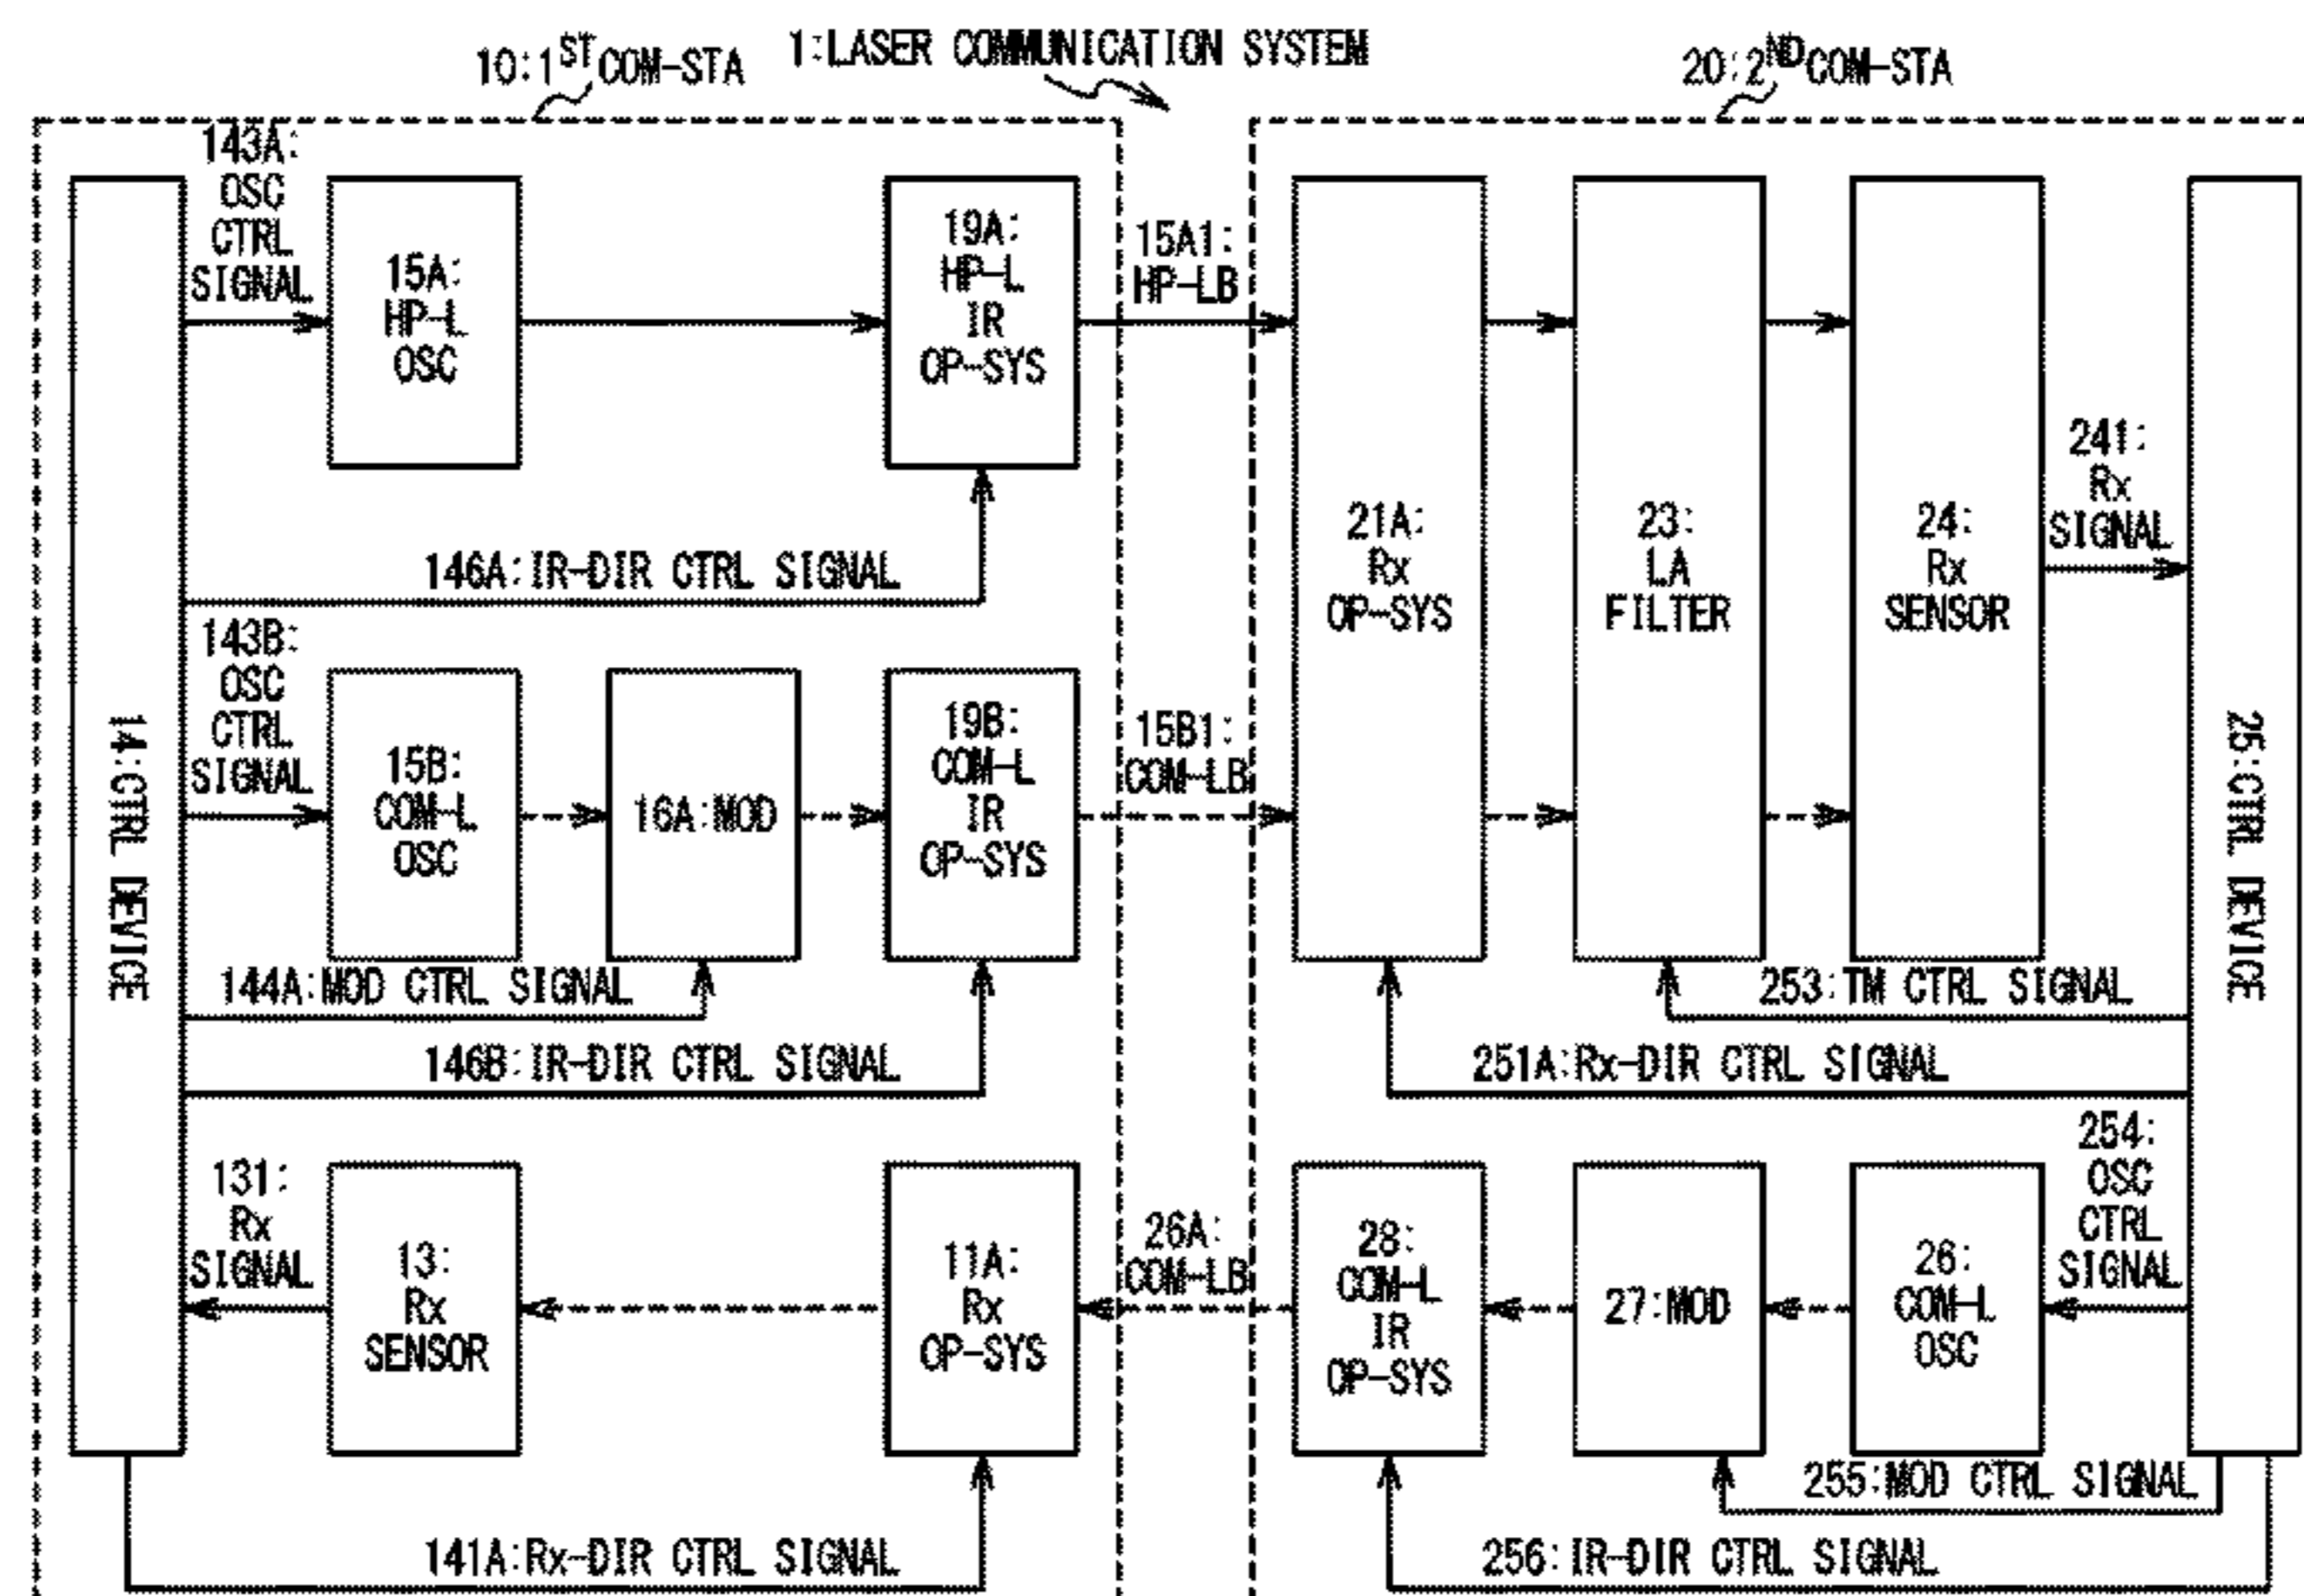 10:1ST COM-STA
1:LASER COMMUNICATION SYSTEM
20:2ND COM-STA
143A:
OSC
CTRL
SIGNAL
15A:
HP-L
OSC
19A:
HP-L
IR
OP-SYS
15A1:
HP-LB
21A:
Rx
OP-SYS
23:
LA
FILTER
24:
Rx
SENSOR
241:
Rx
SIGNAL
146A:IR-DIR CTRL SIGNAL
14:CTRL DEVICE
143B:
OSC
CTRL
SIGNAL
15B:
COM-L
OSC
16A:MOD
19B:
COM-L
IR
OP-SYS
15B1:
COM-LB
25:CTRL DEVICE
144A:MOD CTRL SIGNAL
253:TM CTRL SIGNAL
146B:IR-DIR CTRL SIGNAL
251A:Rx-DIR CTRL SIGNAL
131:
Rx
SIGNAL
13:
Rx
SENSOR
11A:
Rx
OP-SYS
26A:
COM-LB
28:
COM-L
IR
OP-SYS
27:MOD
26:
COM-L
OSC
254:
OSC
CTRL
SIGNAL
255:MOD CTRL SIGNAL
141A:Rx-DIR CTRL SIGNAL
256:IR-DIR CTRL SIGNAL